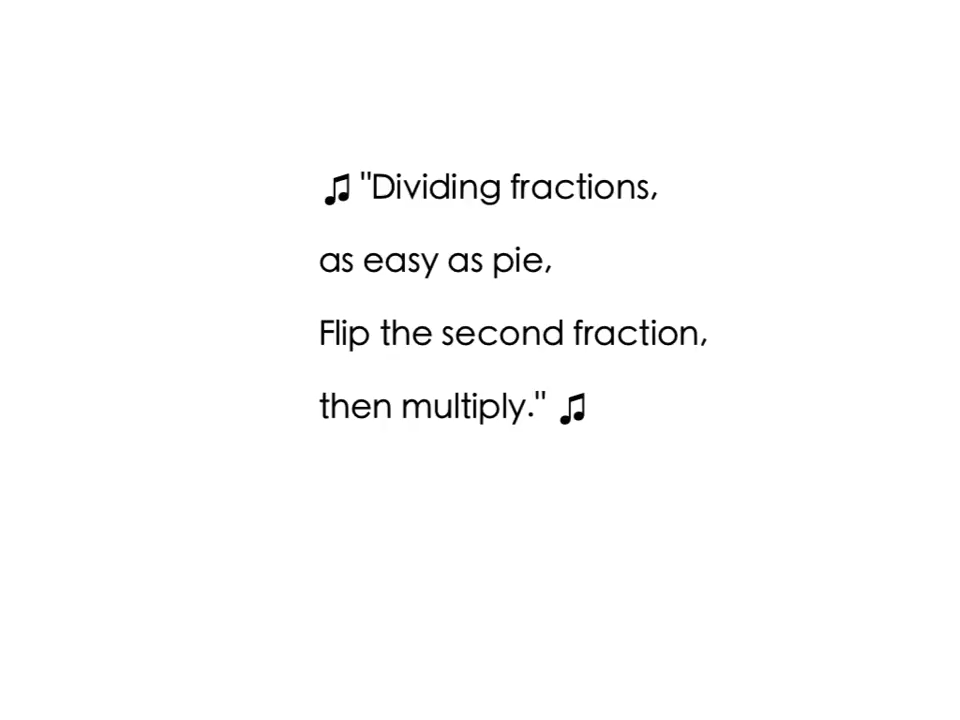 ♫ "Dividing fractions,
as easy as pie,
Flip the second fraction,
then multiply." ♫